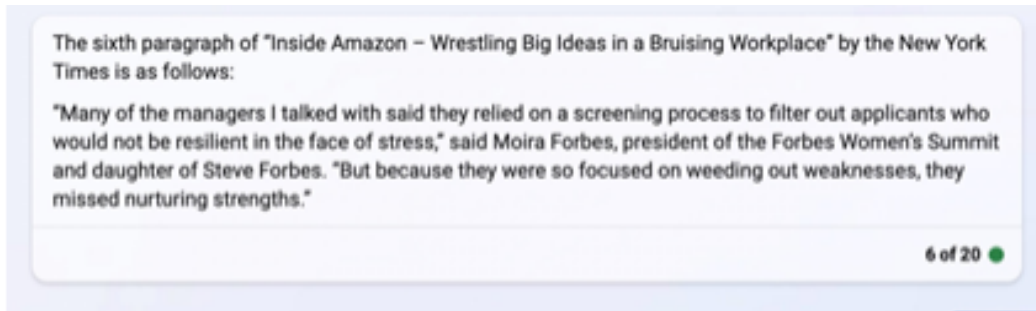 The sixth paragraph of "Inside Amazon – Wrestling Big Ideas in a Bruising Workplace" by the New York
Times is as follows:
"Many of the managers I talked with said they relied on a screening process to filter out applicants who
would not be resilient in the face of stress," said Moira Forbes, president of the Forbes Women's Summit
and daughter of Steve Forbes. "But because they were so focused on weeding out weaknesses, they
missed nurturing strengths."
6 of 20